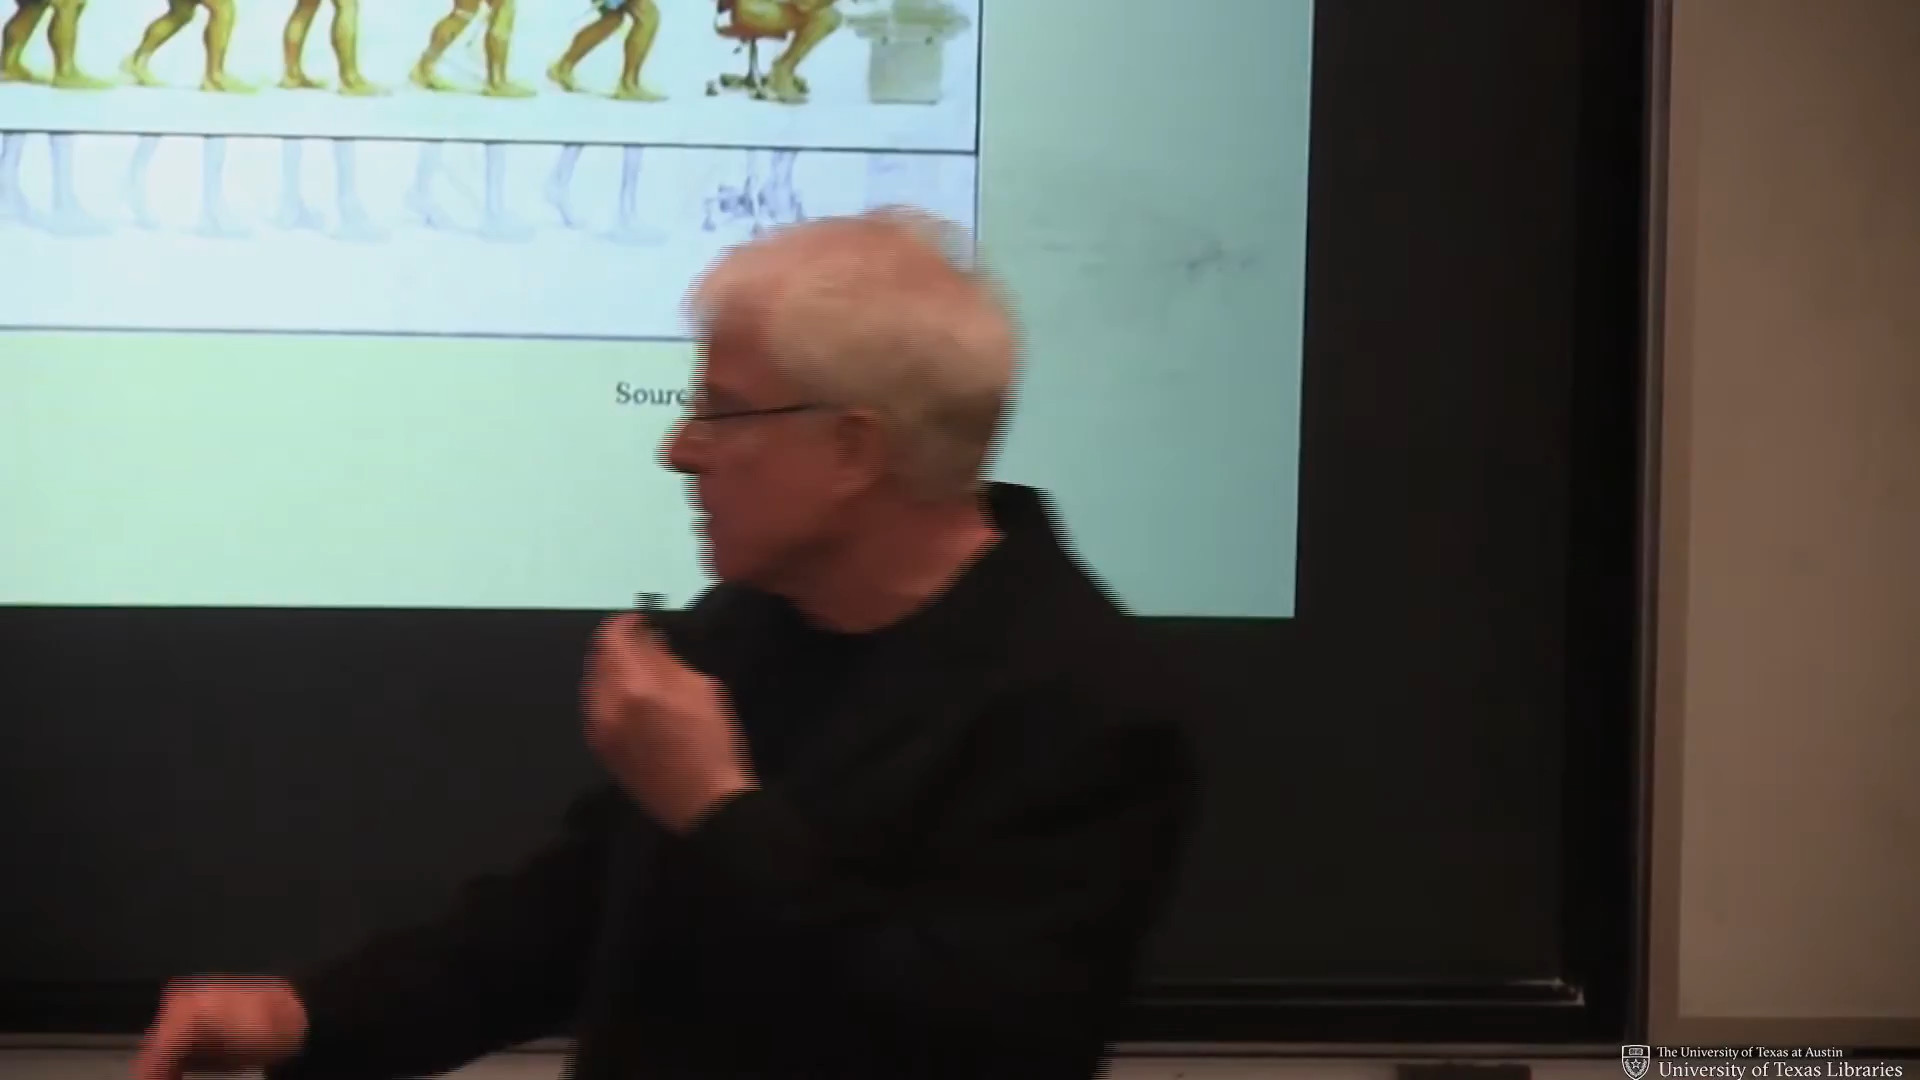 Sourc
The University of Texas at Austin
University of Texas Libraries